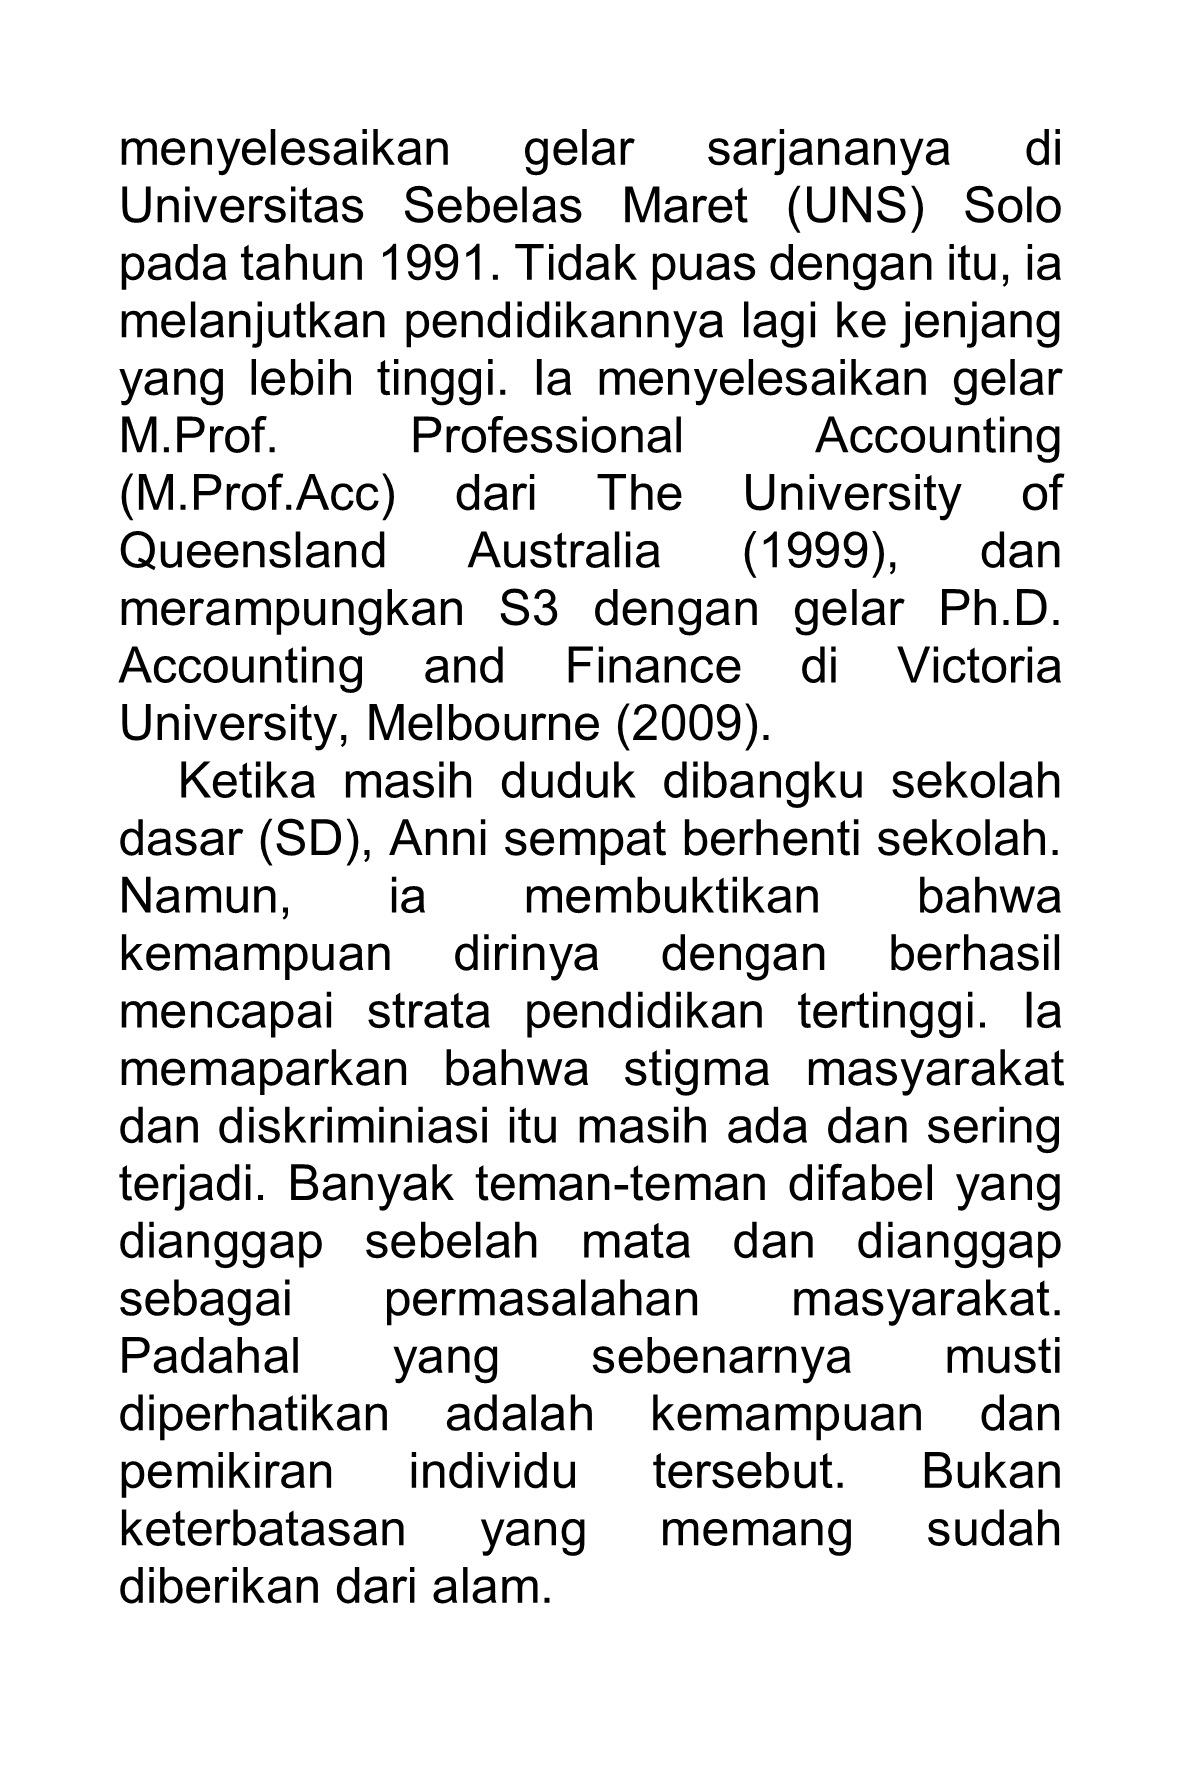 menyelesaikan gelar sarjananya di
Universitas Sebelas Maret (UNS) Solo
pada tahun 1991. Tidak puas dengan itu, ia
melanjutkan pendidikannya lagi ke jenjang
yang lebih tinggi. Ia menyelesaikan gelar
M.Prof. Professional Accounting
(M.Prof.Acc) dari The University of
Queensland Australia (1999), dan
merampungkan S3 dengan gelar Ph.D.
Accounting and Finance di Victoria
University, Melbourne (2009).
Ketika masih duduk dibangku sekolah
dasar (SD), Anni sempat berhenti sekolah.
Namun, ia membuktikan bahwa
kemampuan dirinya dengan berhasil
mencapai strata pendidikan tertinggi. Ia
memaparkan bahwa stigma masyarakat
dan diskriminiasi itu masih ada dan sering
terjadi. Banyak teman-teman difabel yang
dianggap sebelah mata dan dianggap
sebagai permasalahan masyarakat.
Padahal yang sebenarnya musti
diperhatikan adalah kemampuan dan
pemikiran individu tersebut. Bukan
keterbatasan yang memang sudah
diberikan dari alam.